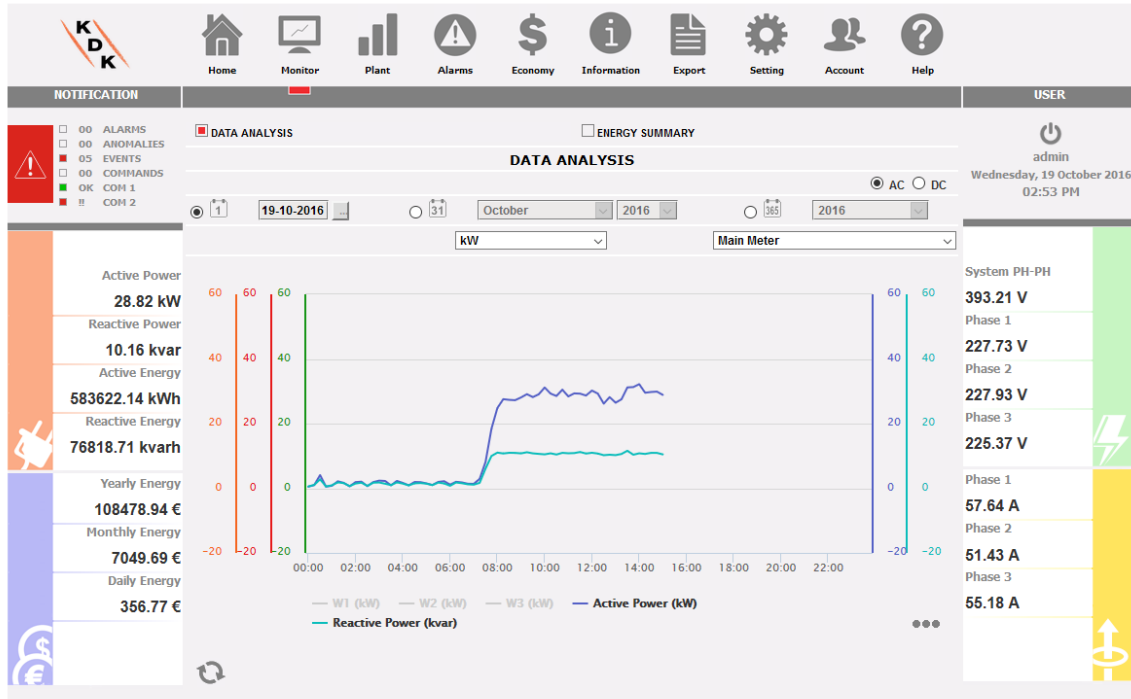 K
D
K
Home Monitor Plant Alarms Economy Information Export Setting Account Help
NOTIFICATION
USER
00 ALARMS
00 ANOMALIES
05 EVENTS
00 COMMANDS
OK COM 1
!! COM 2
DATA ANALYSIS
ENERGY SUMMARY
DATA ANALYSIS
AC DC
1 19-10-2016 ... 31 October 2016 365 2016
kW Main Meter
admin
Wednesday, 19 October 2016
02:53 PM
Active Power
28.82 kW
Reactive Power
10.16 kvar
Active Energy
583622.14 kWh
Reactive Energy
76818.71 kvarh
Yearly Energy
108478.94 €
Monthly Energy
7049.69 €
Daily Energy
356.77 €
$
€
60 60 60 60 60
40 40 40 40 40
20 20 20 20 20
0 0 0 0 0
-20 -20 -20 -20 -20
00:00 02:00 04:00 06:00 08:00 10:00 12:00 14:00 16:00 18:00 20:00 22:00
W1 (kW) W2 (kW) W3 (kW) Active Power (kW)
Reactive Power (kvar)
System PH-PH
393.21 V
Phase 1
227.73 V
Phase 2
227.93 V
Phase 3
225.37 V
Phase 1
57.64 A
Phase 2
51.43 A
Phase 3
55.18 A